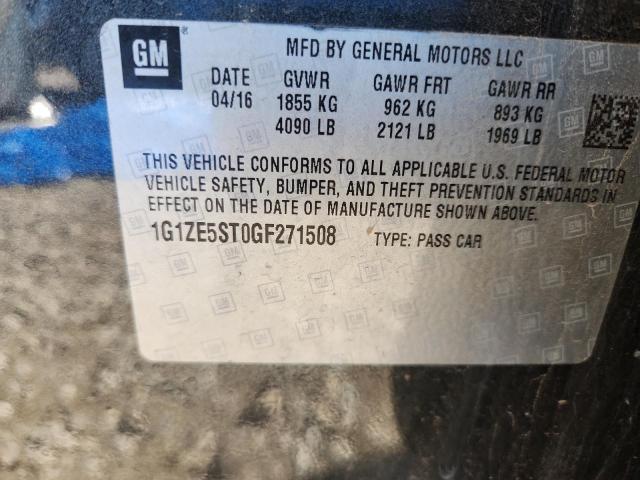 GM ® MFD BY GENERAL MOTORS LLC
DATE GVWR GAWR FRT GAWR RR
04/16 1855 KG 962 KG 893 KG
4090 LB 2121 LB 1969 LB
THIS VEHICLE CONFORMS TO ALL APPLICABLE U.S. FEDERAL MOTOR
VEHICLE SAFETY, BUMPER, AND THEFT PREVENTION STANDARDS IN
EFFECT ON THE DATE OF MANUFACTURE SHOWN ABOVE.
1G1ZE5ST0GF271508 TYPE: PASS CAR